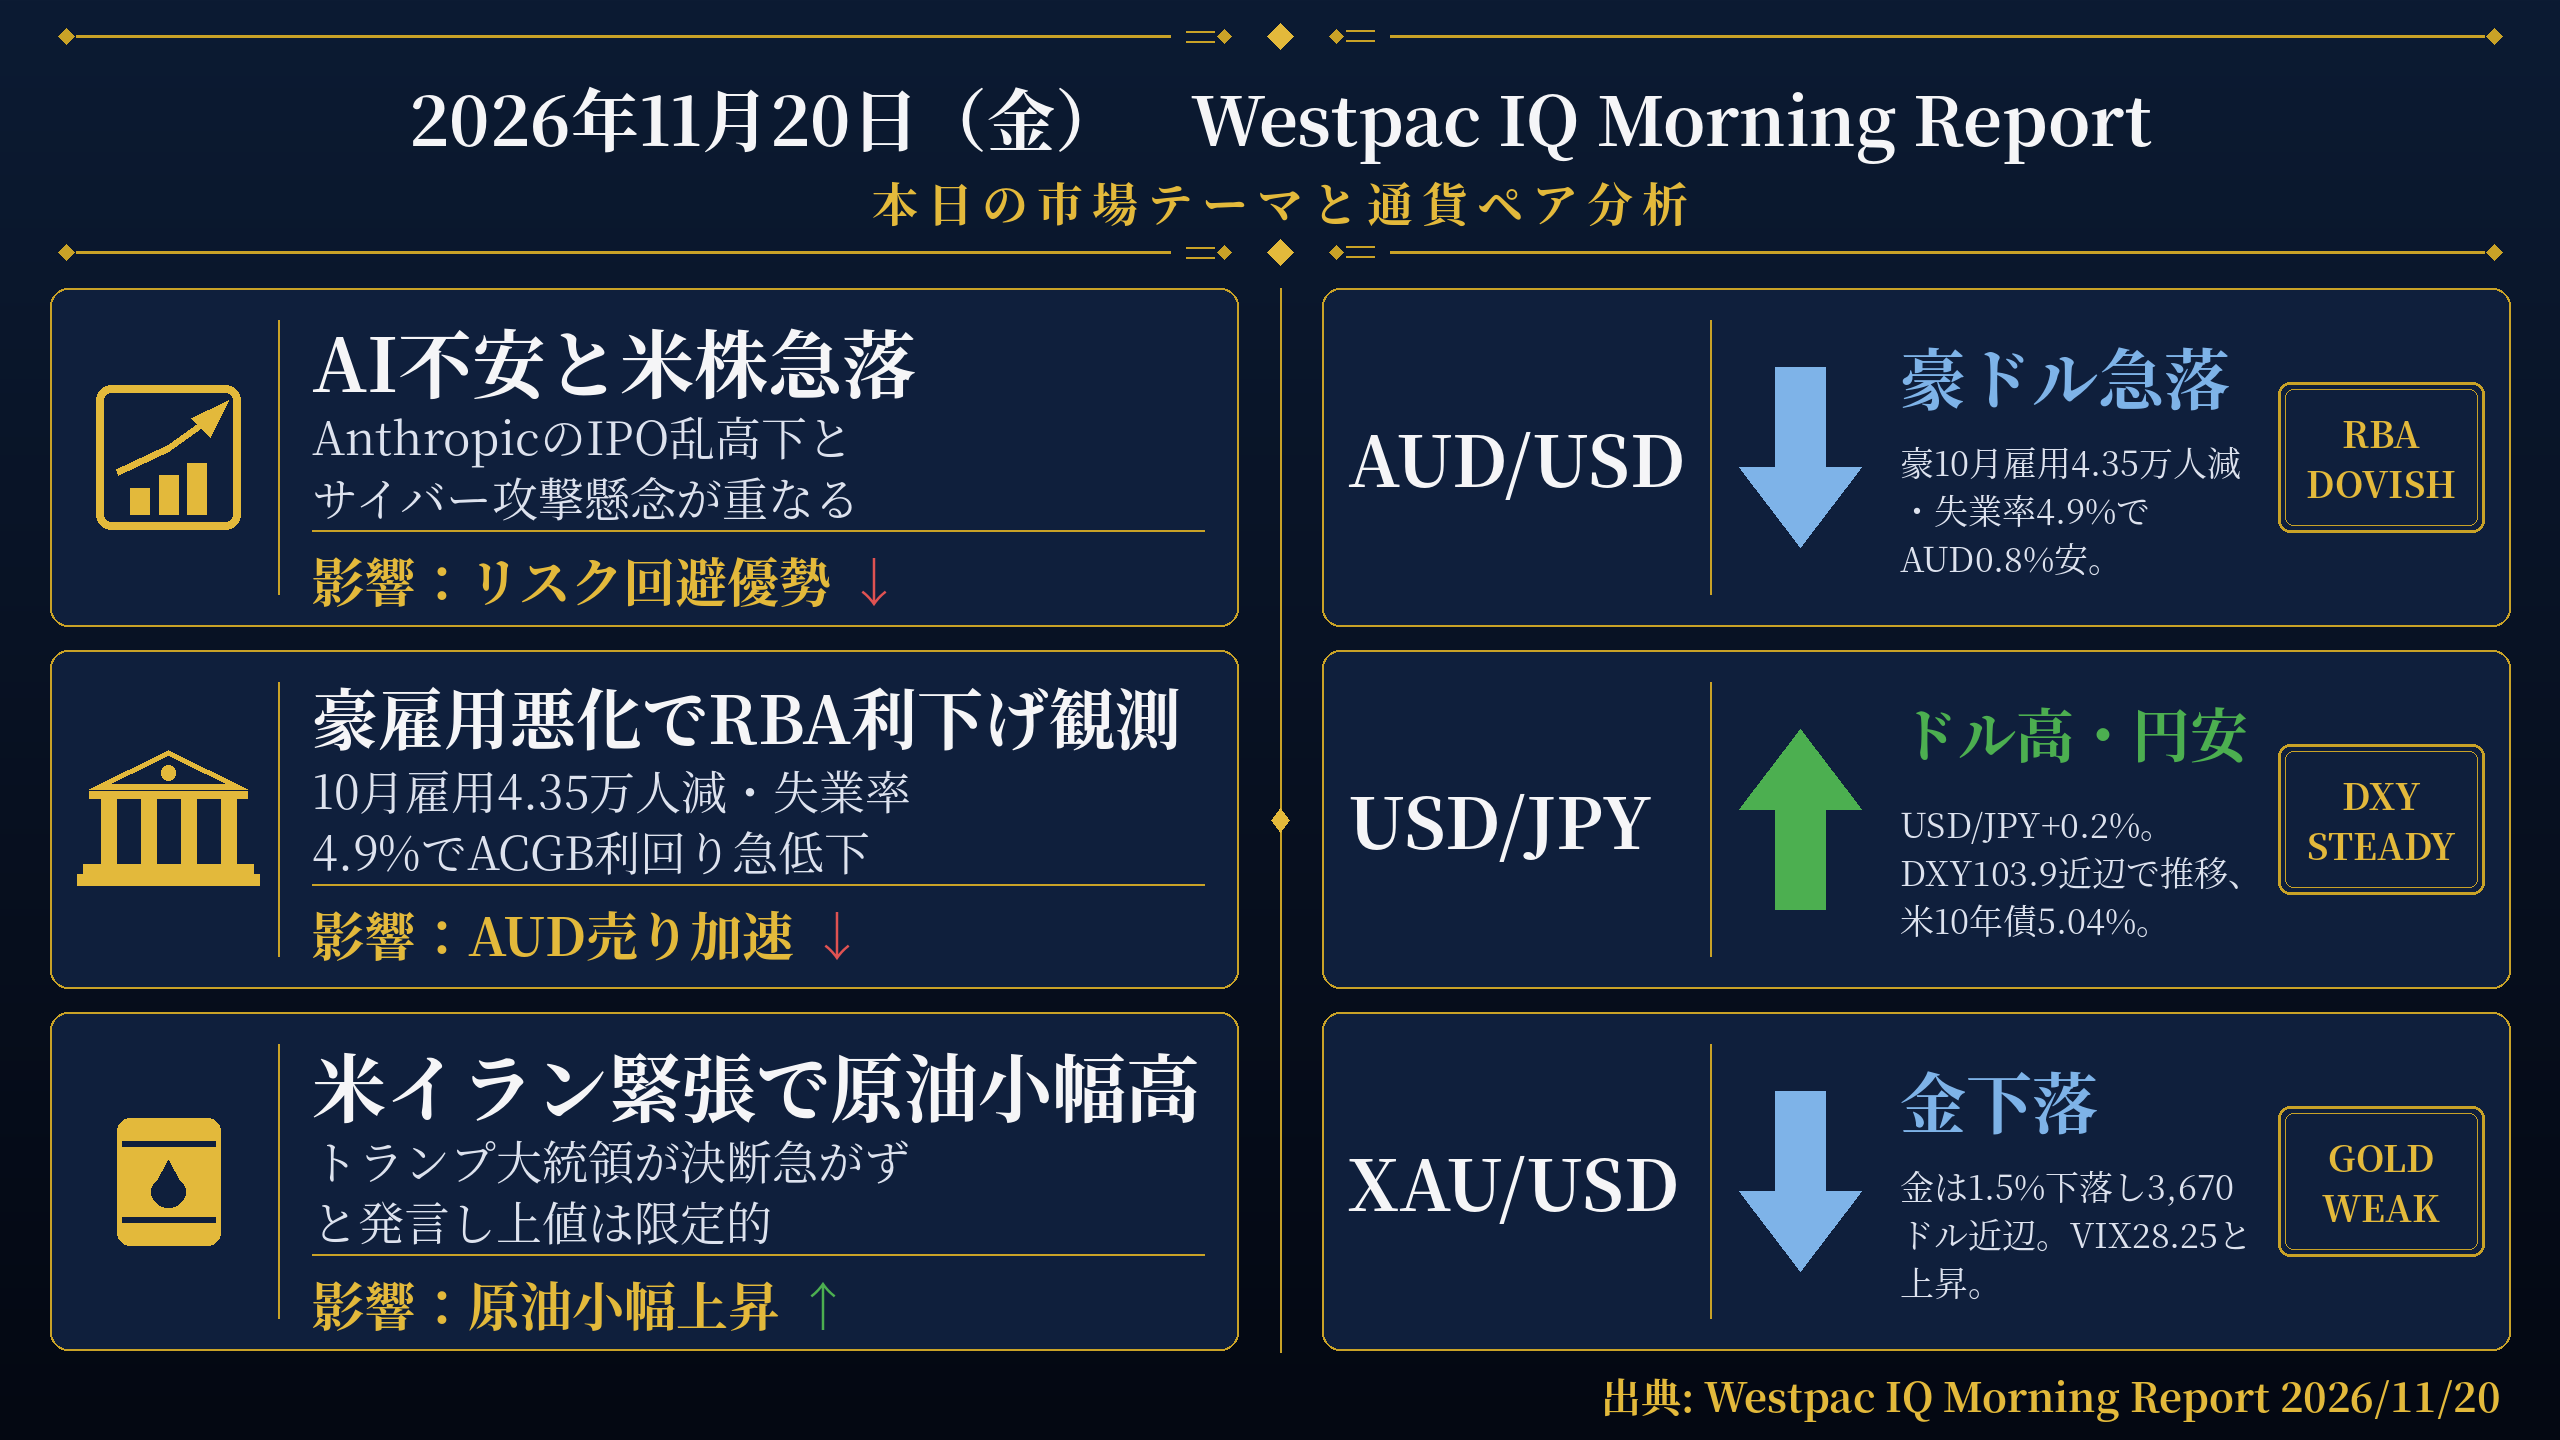 2026年11月20日（金）　Westpac IQ Morning Report
本日の市場テーマと通貨ペア分析
AI不安と米株急落
AnthropicのIPO乱高下と
サイバー攻撃懸念が重なる
影響：リスク回避優勢 ↓
豪雇用悪化でRBA利下げ観測
10月雇用4.35万人減・失業率
4.9%でACGB利回り急低下
影響：AUD売り加速 ↓
米イラン緊張で原油小幅高
トランプ大統領が決断急がず
と発言し上値は限定的
影響：原油小幅上昇 ↑
AUD/USD
豪ドル急落
豪10月雇用4.35万人減
・失業率4.9%で
AUD0.8%安。
RBA
DOVISH
USD/JPY
ドル高・円安
USD/JPY+0.2%。
DXY103.9近辺で推移、
米10年債5.04%。
DXY
STEADY
XAU/USD
金下落
金は1.5%下落し3,670
ドル近辺。VIX28.25と
上昇。
GOLD
WEAK
出典: Westpac IQ Morning Report 2026/11/20